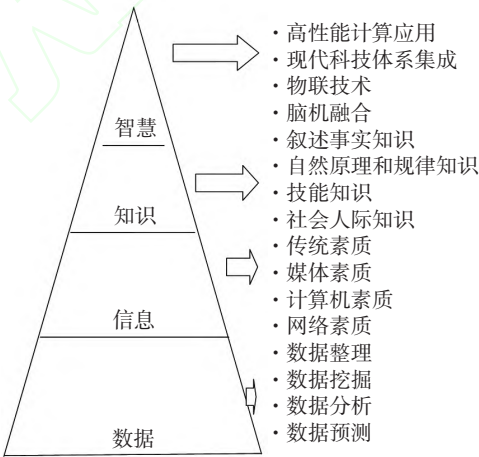 智慧
知识
信息
数据
·高性能计算应用
·现代科技体系集成
·物联技术
·脑机融合
·叙述事实知识
·自然原理和规律知识
·技能知识
·社会人际知识
·传统素质
·媒体素质
·计算机素质
·网络素质
·数据整理
·数据挖掘
·数据分析
·数据预测